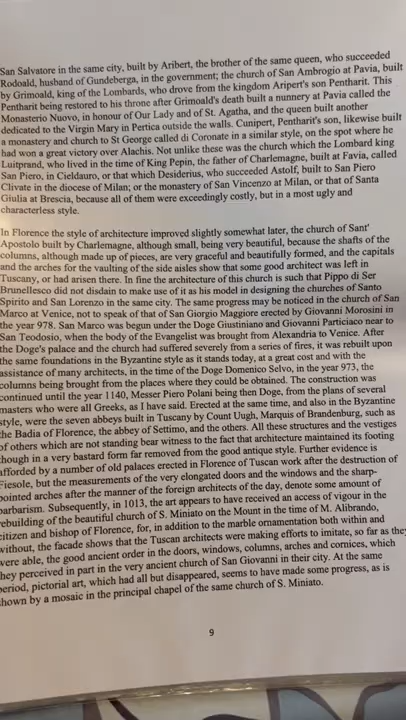 San Salvatore in the same city, built by Aribert, the brother of the same queen, who succeeded
Rodoald, husband of Gundeberga, in the government; the church of San Ambrogio at Pavia, built
by Grimoald, king of the Lombards, who drove from the kingdom Aripert's son Pentharit. This
Pentharit being restored to his throne after Grimoald's death built a nunnery at Pavia called the
Monasterio Nuovo, in honour of Our Lady and of St. Agatha, and the queen built another
dedicated to the Virgin Mary in Pertica outside the walls. Cunipert, Pentharit's son, likewise built
a monastery and church to St George called di Coronate in a similar style, on the spot where he
had won a great victory over Alachis. Not unlike these was the church which the Lombard king
Luitprand, who lived in the time of King Pepin, the father of Charlemagne, built at Favia, called
San Piero, in Cieldauro, or that which Desiderius, who succeeded Astolf, built to San Piero
Clivate in the diocese of Milan; or the monastery of San Vincenzo at Milan, or that of Santa
Giulia at Brescia, because all of them were exceedingly costly, but in a most ugly and
characterless style.
In Florence the style of architecture improved slightly somewhat later, the church of Sant'
Apostolo built by Charlemagne, although small, being very beautiful, because the shafts of the
columns, although made up of pieces, are very graceful and beautifully formed, and the capitals
and the arches for the vaulting of the side aisles show that some good architect was left in
Tuscany, or had arisen there. In fine the architecture of this church is such that Pippo di Ser
Brunellesco did not disdain to make use of it as his model in designing the churches of Santo
Spirito and San Lorenzo in the same city. The same progress may be noticed in the church of San
Marco at Venice, not to speak of that of San Giorgio Maggiore erected by Giovanni Morosini in
the year 978. San Marco was begun under the Doge Giustiniano and Giovanni Particiaco near to
San Teodosio, when the body of the Evangelist was brought from Alexandria to Venice. After
the Doge's palace and the church had suffered severely from a series of fires, it was rebuilt upon
the same foundations in the Byzantine style as it stands today, at a great cost and with the
assistance of many architects, in the time of the Doge Domenico Selvo, in the year 973, the
columns being brought from the places where they could be obtained. The construction was
continued until the year 1140, Messer Piero Polani being then Doge, from the plans of several
masters who were all Greeks, as I have said. Erected at the same time, and also in the Byzantine
style, were the seven abbeys built in Tuscany by Count Uugh, Marquis of Brandenburg, such as
the Badia of Florence, the abbey of Settimo, and the others. All these structures and the vestiges
of others which are not standing bear witness to the fact that architecture maintained its footing
though in a very bastard form far removed from the good antique style. Further evidence is
afforded by a number of old palaces erected in Florence of Tuscan work after the destruction of
Fiesole, but the measurements of the very elongated doors and the windows and the sharp-
pointed arches after the manner of the foreign architects of the day, denote some amount of
barbarism. Subsequently, in 1013, the art appears to have received an access of vigour in the
rebuilding of the beautiful church of S. Miniato on the Mount in the time of M. Alibrando,
citizen and bishop of Florence, for, in addition to the marble ornamentation both within and
without, the facade shows that the Tuscan architects were making efforts to imitate, so far as they
were able, the good ancient order in the doors, windows, columns, arches and cornices, which
they perceived in part in the very ancient church of San Giovanni in their city. At the same
period, pictorial art, which had all but disappeared, seems to have made some progress, as is
shown by a mosaic in the principal chapel of the same church of S. Miniato.
9